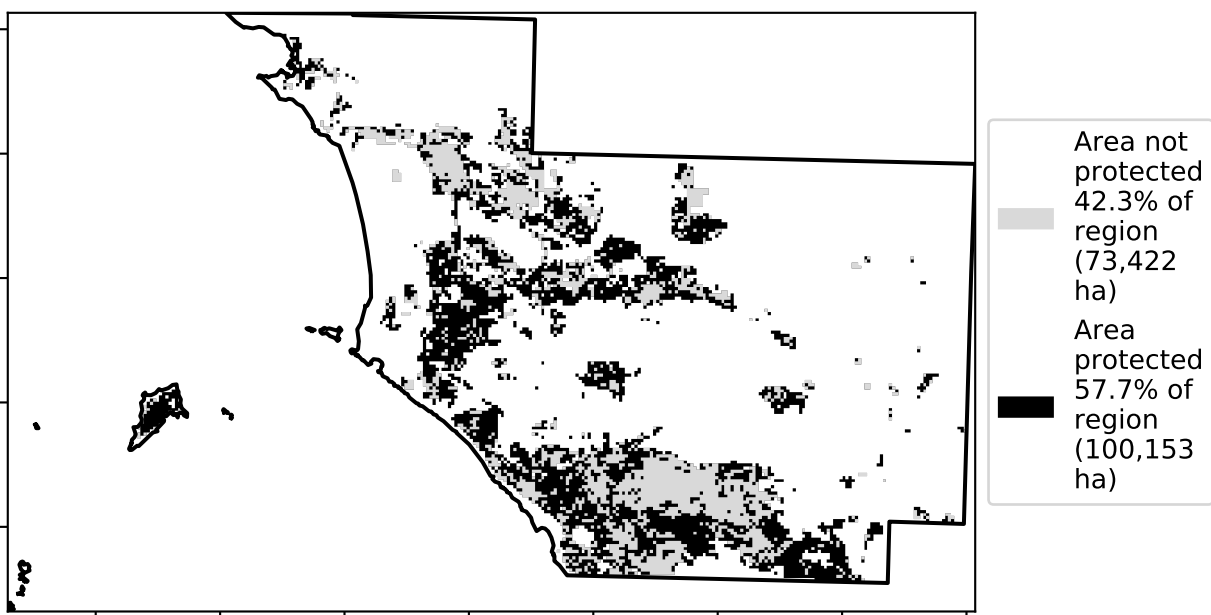 Area not
protected
42.3% of
region
(73,422
ha)
Area
protected
57.7% of
region
(100,153
ha)